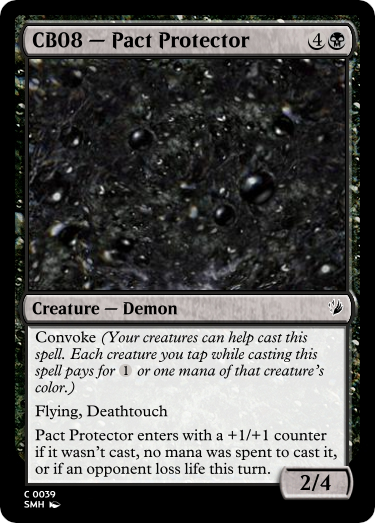 CB08 — Pact Protector 4
Creature — Demon
Convoke (Your creatures can help cast this
spell. Each creature you tap while casting this
spell pays for 1 or one mana of that creature's
color.)
Flying, Deathtouch
Pact Protector enters with a +1/+1 counter
if it wasn't cast, no mana was spent to cast it,
or if an opponent loss life this turn.
2/4
C 0039
SMH